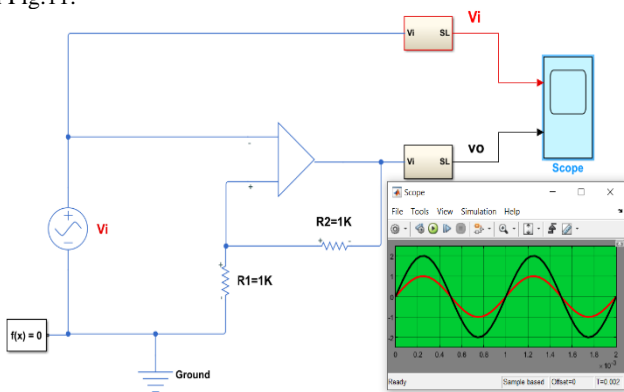 Fig.11.
Vi
Vi SL
-
+
vo
Vi SL
Scope
+
-
Vi
R2=1K
+ -
+
-
R1=1K
f(x) = 0
Ground
Scope
File Tools View Simulation Help
2
1
0
-1
-2
0 0.2 0.4 0.6 0.8 1 1.2 1.4 1.6 1.8 2
×10⁻³
Ready Sample based Offset=0 T=0.002